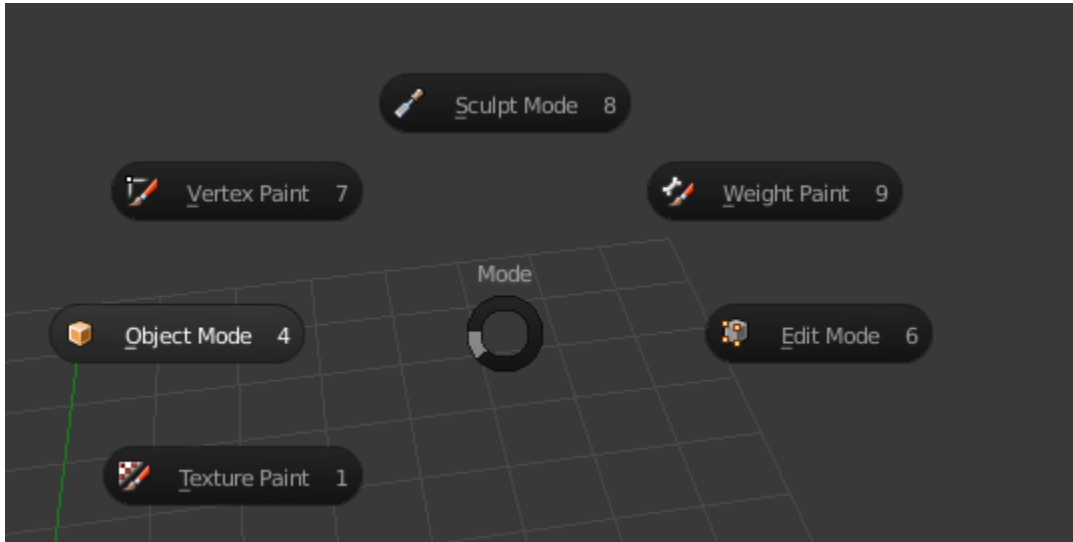 Sculpt Mode 8
Vertex Paint 7
Weight Paint 9
Mode
Object Mode 4
Edit Mode 6
Texture Paint 1